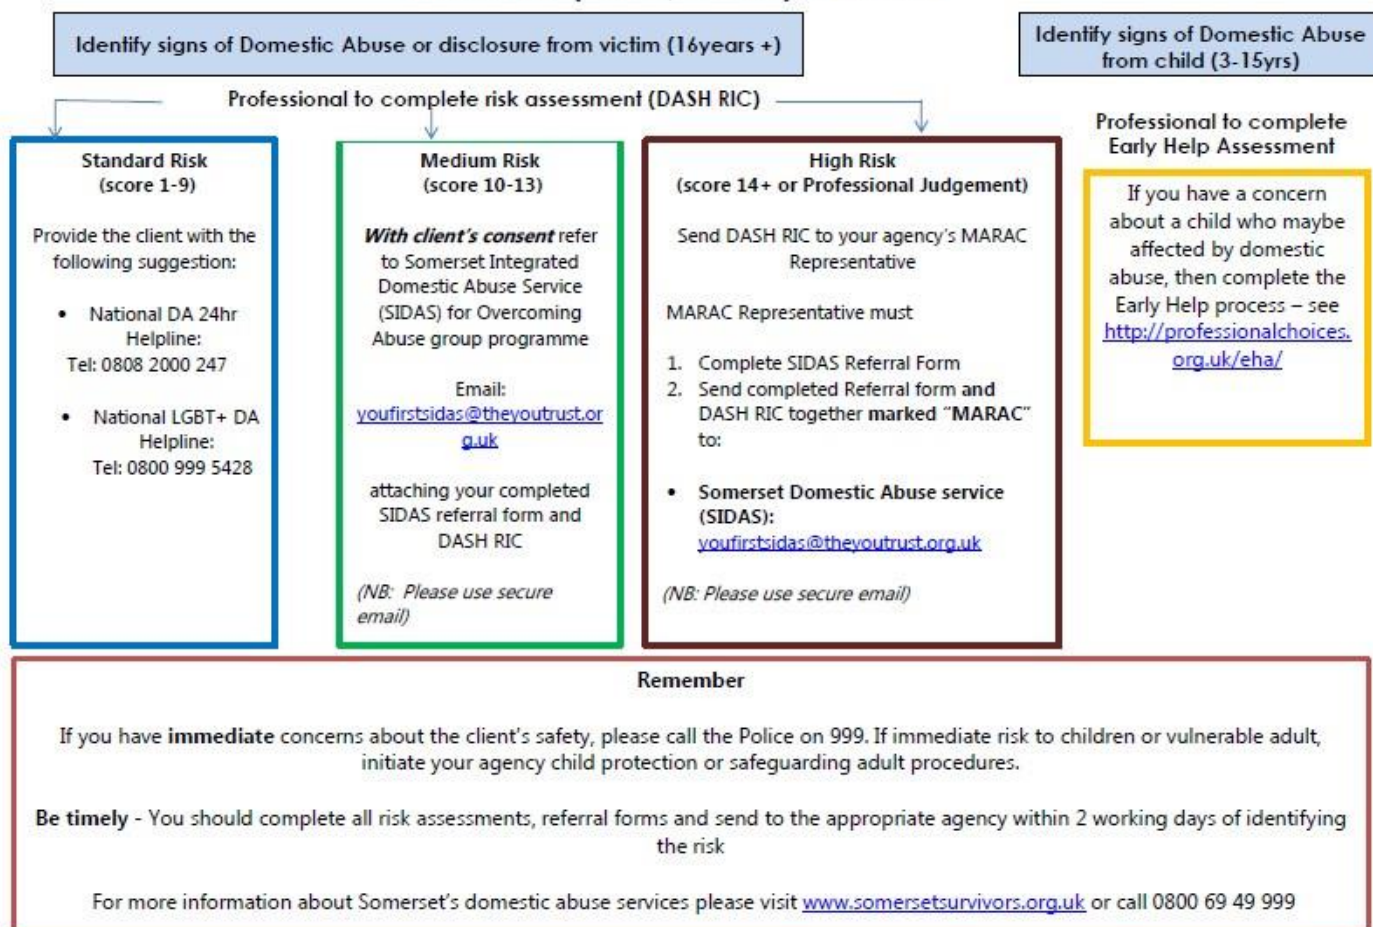 Identify signs of Domestic Abuse or disclosure from victim (16years +)
Identify signs of Domestic Abuse
from child (3-15yrs)
Professional to complete risk assessment (DASH RIC)
Standard Risk
(score 1-9)
Provide the client with the
following suggestion:
• National DA 24hr
Helpline:
Tel: 0808 2000 247
• National LGBT+ DA
Helpline:
Tel: 0800 999 5428
Medium Risk
(score 10-13)
With client's consent refer
to Somerset Integrated
Domestic Abuse Service
(SIDAS) for Overcoming
Abuse group programme
Email:
youfirstsidas@theyoutrust.or
g.uk
attaching your completed
SIDAS referral form and
DASH RIC
(NB: Please use secure
email)
High Risk
(score 14+ or Professional Judgement)
Send DASH RIC to your agency's MARAC
Representative
MARAC Representative must
1. Complete SIDAS Referral Form
2. Send completed Referral form and
DASH RIC together marked "MARAC"
to:
• Somerset Domestic Abuse service
(SIDAS):
youfirstsidas@theyoutrust.org.uk
(NB: Please use secure email)
Professional to complete
Early Help Assessment
If you have a concern
about a child who maybe
affected by domestic
abuse, then complete the
Early Help process – see
http://professionalchoices.
org.uk/eha/
Remember
If you have immediate concerns about the client's safety, please call the Police on 999. If immediate risk to children or vulnerable adult,
initiate your agency child protection or safeguarding adult procedures.
Be timely - You should complete all risk assessments, referral forms and send to the appropriate agency within 2 working days of identifying
the risk
For more information about Somerset's domestic abuse services please visit www.somersetsurvivors.org.uk or call 0800 69 49 999